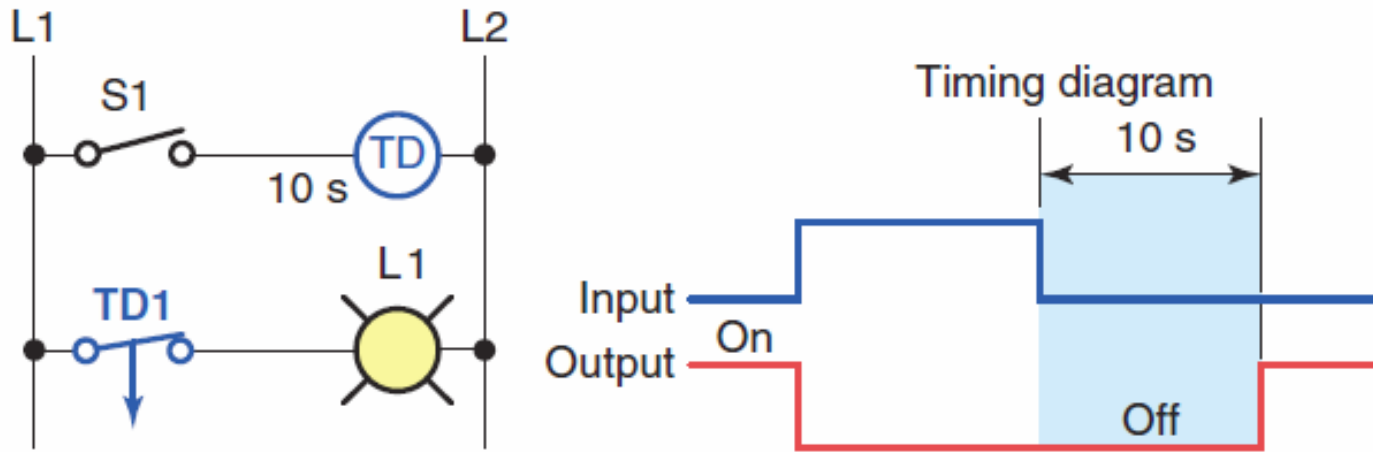 L1
L2
S1
TD
10 s
TD1
L1
Timing diagram
10 s
Input
On
Output
Off